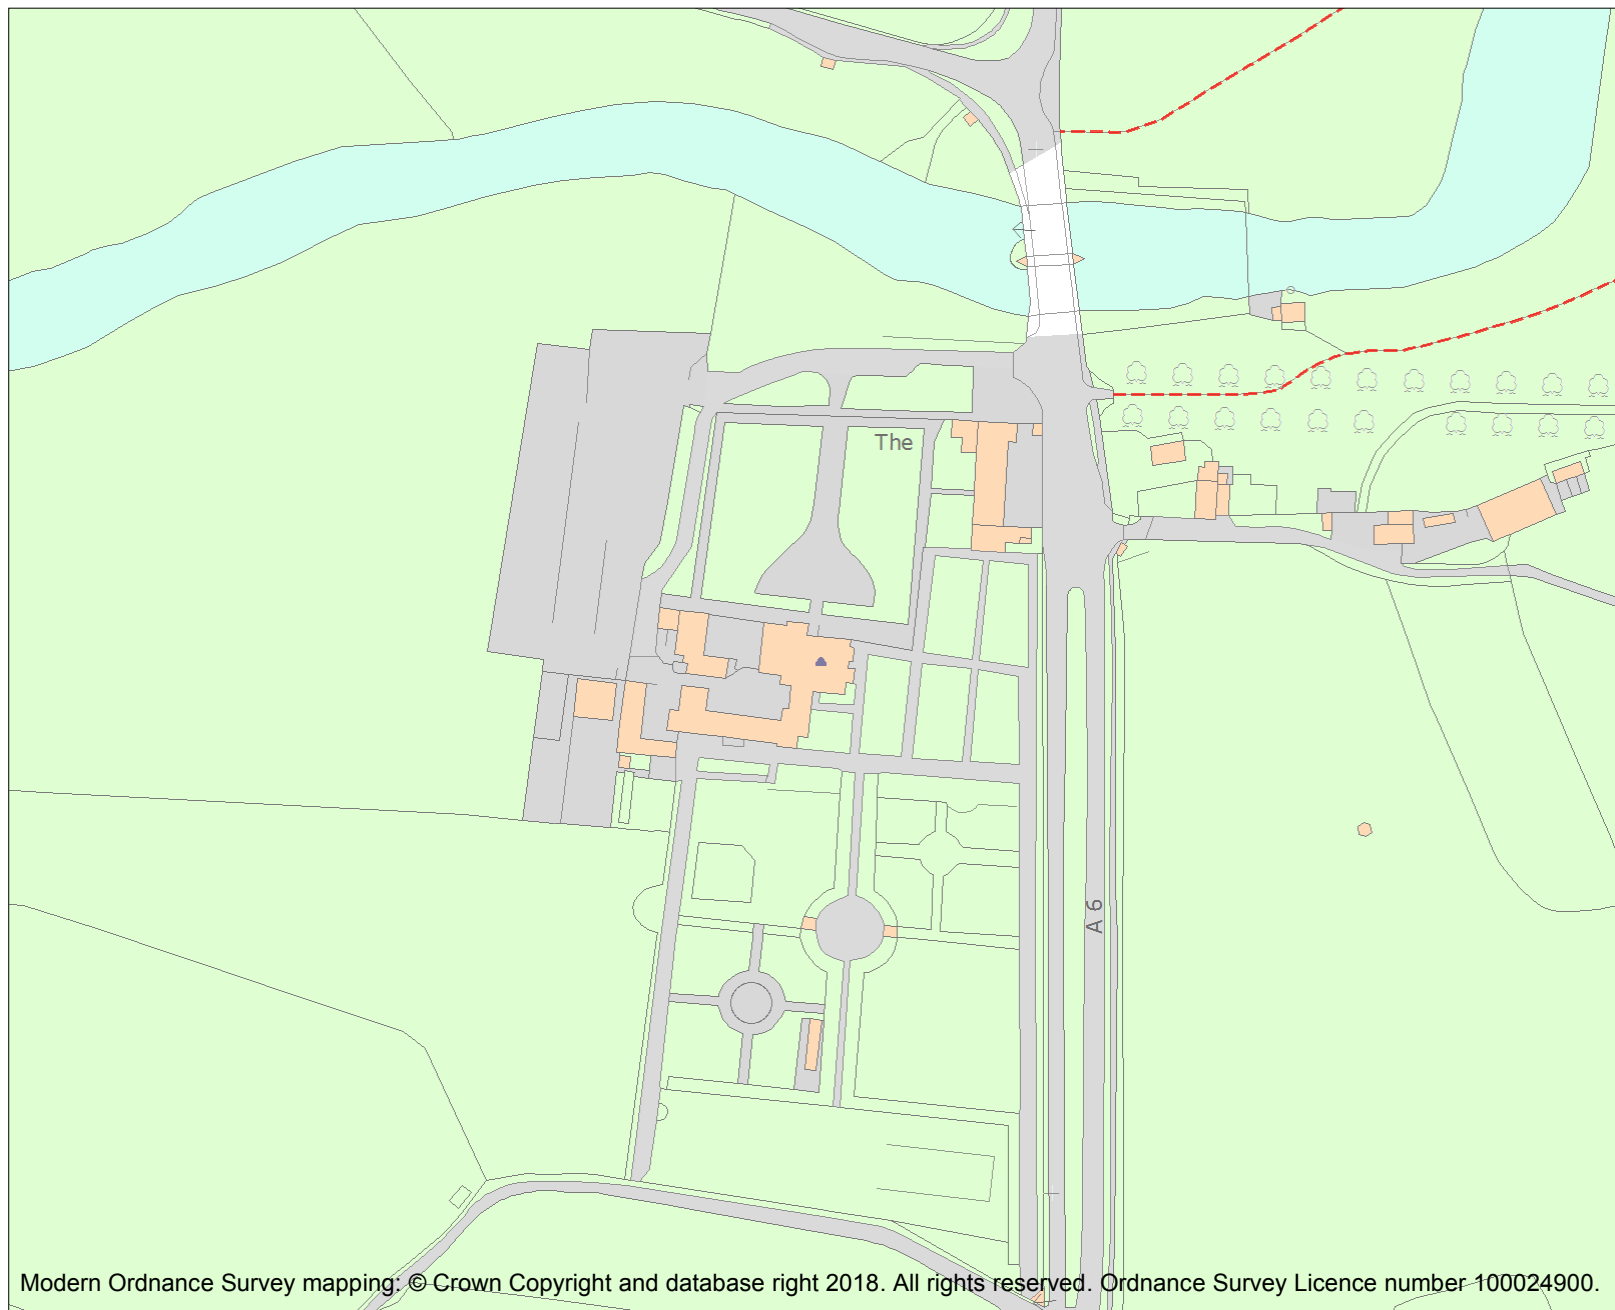 The
A 6
Modern Ordnance Survey mapping: © Crown Copyright and database right 2018. All rights reserved. Ordnance Survey Licence number 100024900.